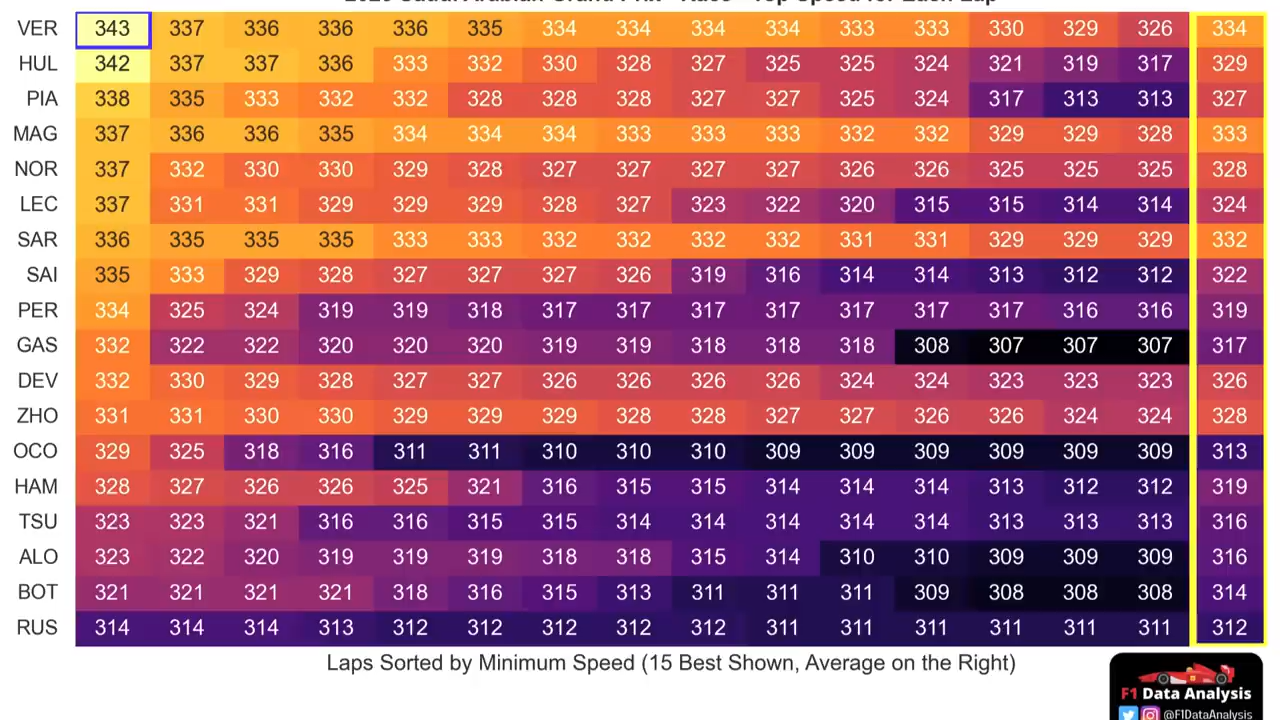 2023 Saudi Arabian Grand Prix - Race - Top Speed for Each Lap
VER 343 337 336 336 336 335 334 334 334 334 333 333 330 329 326 334
HUL 342 337 337 336 333 332 330 328 327 325 325 324 321 319 317 329
PIA 338 335 333 332 332 328 328 328 327 327 325 324 317 313 313 327
MAG 337 336 336 335 334 334 334 333 333 333 332 332 329 329 328 333
NOR 337 332 330 330 329 328 327 327 327 327 326 326 325 325 325 328
LEC 337 331 331 329 329 329 328 327 323 322 320 315 315 314 314 324
SAR 336 335 335 335 333 333 332 332 332 332 331 331 329 329 329 332
SAI 335 333 329 328 327 327 327 326 319 316 314 314 313 312 312 322
PER 334 325 324 319 319 318 317 317 317 317 317 317 317 316 316 319
GAS 332 322 322 320 320 320 319 319 318 318 318 308 307 307 307 317
DEV 332 330 329 328 327 327 326 326 326 326 324 324 323 323 323 326
ZHO 331 331 330 330 329 329 329 328 328 327 327 326 326 324 324 328
OCO 329 325 318 316 311 311 310 310 310 309 309 309 309 309 309 313
HAM 328 327 326 326 325 321 316 315 315 314 314 314 313 312 312 319
TSU 323 323 321 316 316 315 315 314 314 314 314 314 313 313 313 316
ALO 323 322 320 319 319 319 318 318 315 314 310 310 309 309 309 316
BOT 321 321 321 321 318 316 315 313 311 311 311 309 308 308 308 314
RUS 314 314 314 313 312 312 312 312 312 311 311 311 311 311 311 312
Laps Sorted by Minimum Speed (15 Best Shown, Average on the Right)
F1 Data Analysis
@F1DataAnalysis